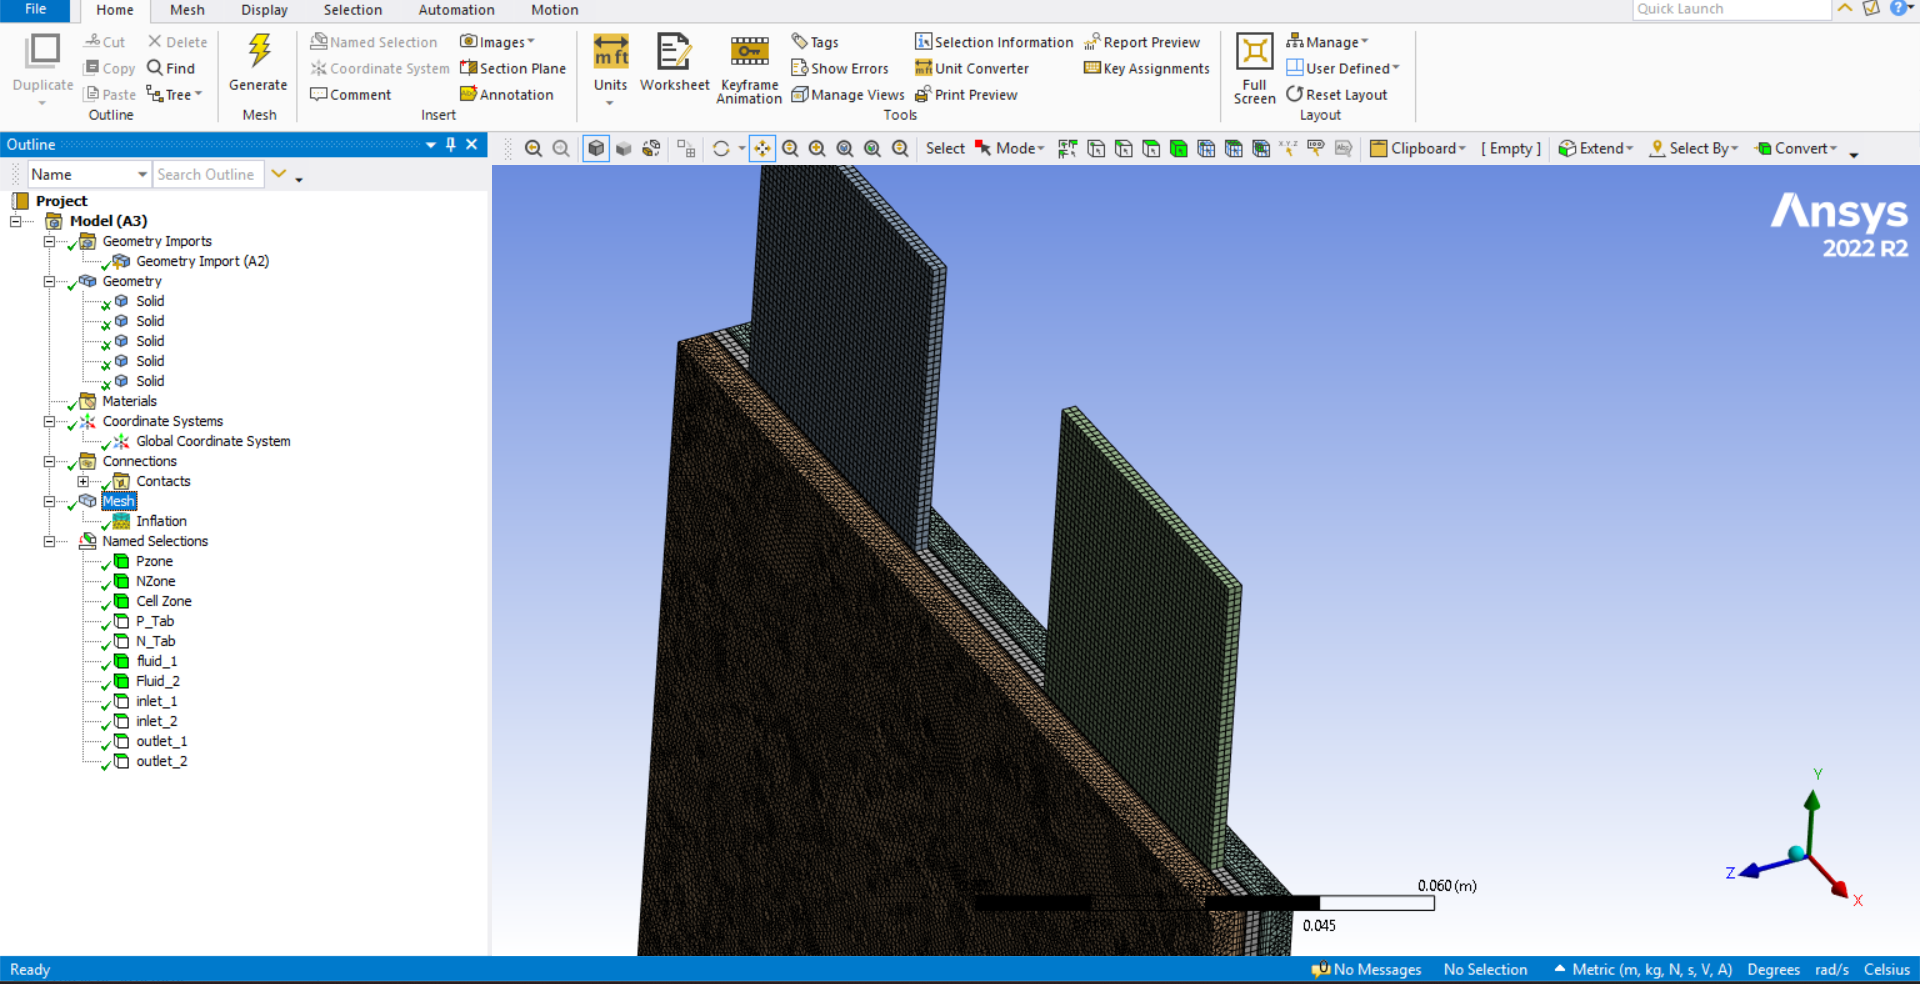 File Home Mesh Display Selection Automation Motion Quick Launch
Duplicate Cut Delete Generate Named Selection Images Units Worksheet Keyframe Animation Tags Selection Information Report Preview Full Screen Manage
Copy Find Coordinate System Section Plane Show Errors Unit Converter Key Assignments User Defined
Paste Tree Comment Annotation Manage Views Print Preview Reset Layout
Outline Mesh Insert Tools Layout
Outline Select Mode Clipboard [ Empty ] Extend Select By Convert
Name Search Outline
Project
Model (A3)
Geometry Imports
Geometry Import (A2)
Geometry
Solid
Solid
Solid
Solid
Solid
Materials
Coordinate Systems
Global Coordinate System
Connections
Contacts
Mesh
Inflation
Named Selections
Pzone
NZone
Cell Zone
P_Tab
N_Tab
fluid_1
Fluid_2
inlet_1
inlet_2
outlet_1
outlet_2
Ansys
2022 R2
0.060 (m)
0.045
Y
Z
X
Ready 0 No Messages No Selection Metric (m, kg, N, s, V, A) Degrees rad/s Celsius